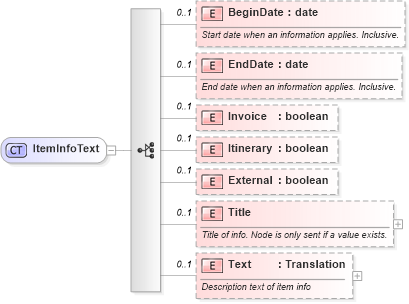 0..1
E BeginDate : date
Start date when an information applies. Inclusive.
0..1
E EndDate : date
End date when an information applies. Inclusive.
0..1
E Invoice : boolean
CT ItemInfoText
0..1
E Itinerary : boolean
0..1
E External : boolean
0..1
E Title
Title of info. Node is only sent if a value exists.
0..1
E Text : Translation
Description text of item info